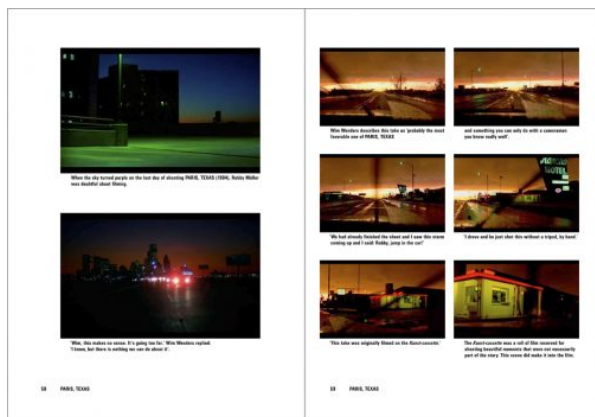 When the sky turned purple on the last day of shooting PARIS, TEXAS (1984), Robby Müller
was doubtful about filming.
'Wim, this makes no sense. It's going too far.' Wim Wenders replied:
'I know, but there is nothing we can do about it'.
58 PARIS, TEXAS
Wim Wenders describes this take as 'probably the most
favorable one of PARIS, TEXAS
and something you can only do with a cameraman
you know really well'.
MOTEL
'We had already finished the shoot and I saw this storm
coming up and I said: Robby, jump in the car!'
'I drove and he just shot this without a tripod, by hand.'
'This take was originally filmed on the Kunst-cassette.'
The Kunst-cassette was a roll of film reserved for
shooting beautiful moments that were not necessarily
part of the story. This scene did make it into the film.
59 PARIS, TEXAS